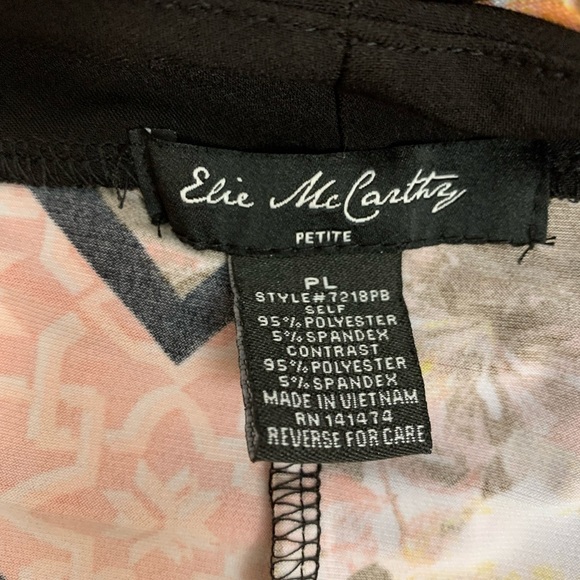 Elie McCarthy
PETITE
PL
STYLE#7218PB
SELF
95%POLYESTER
5%SPANDEX
CONTRAST
95%POLYESTER
5%SPANDEX
MADE IN VIETNAM
RN 141474
REVERSE FOR CARE